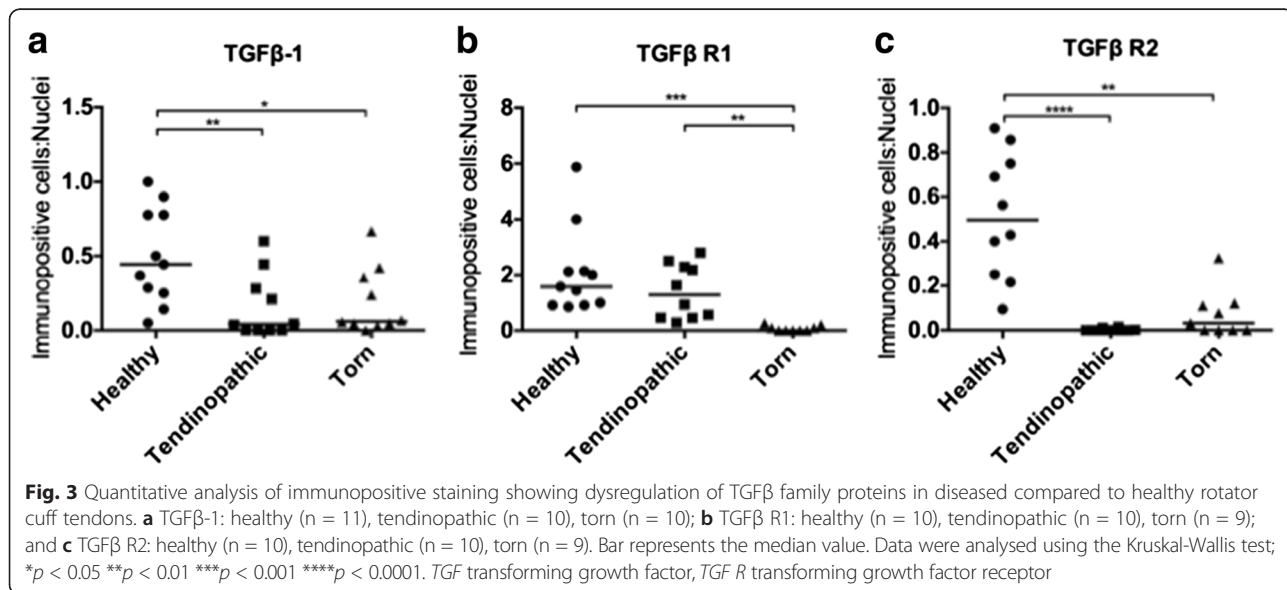 a
TGFβ-1
Immunopositive cells:Nuclei
1.5
1.0
0.5
0.0
*
**
Healthy
Tendinopathic
Torn
b
TGFβ R1
Immunopositive cells:Nuclei
8
6
4
2
0
***
**
Healthy
Tendinopathic
Torn
c
TGFβ R2
Immunopositive cells:Nuclei
1.0
0.8
0.6
0.4
0.2
0.0
**
****
Healthy
Tendinopathic
Torn
Fig. 3 Quantitative analysis of immunopositive staining showing dysregulation of TGFβ family proteins in diseased compared to healthy rotator
cuff tendons. a TGFβ-1: healthy (n = 11), tendinopathic (n = 10), torn (n = 10); b TGFβ R1: healthy (n = 10), tendinopathic (n = 10), torn (n = 9);
and c TGFβ R2: healthy (n = 10), tendinopathic (n = 10), torn (n = 9). Bar represents the median value. Data were analysed using the Kruskal-Wallis test;
*p < 0.05 **p < 0.01 ***p < 0.001 ****p < 0.0001. TGF transforming growth factor, TGF R transforming growth factor receptor